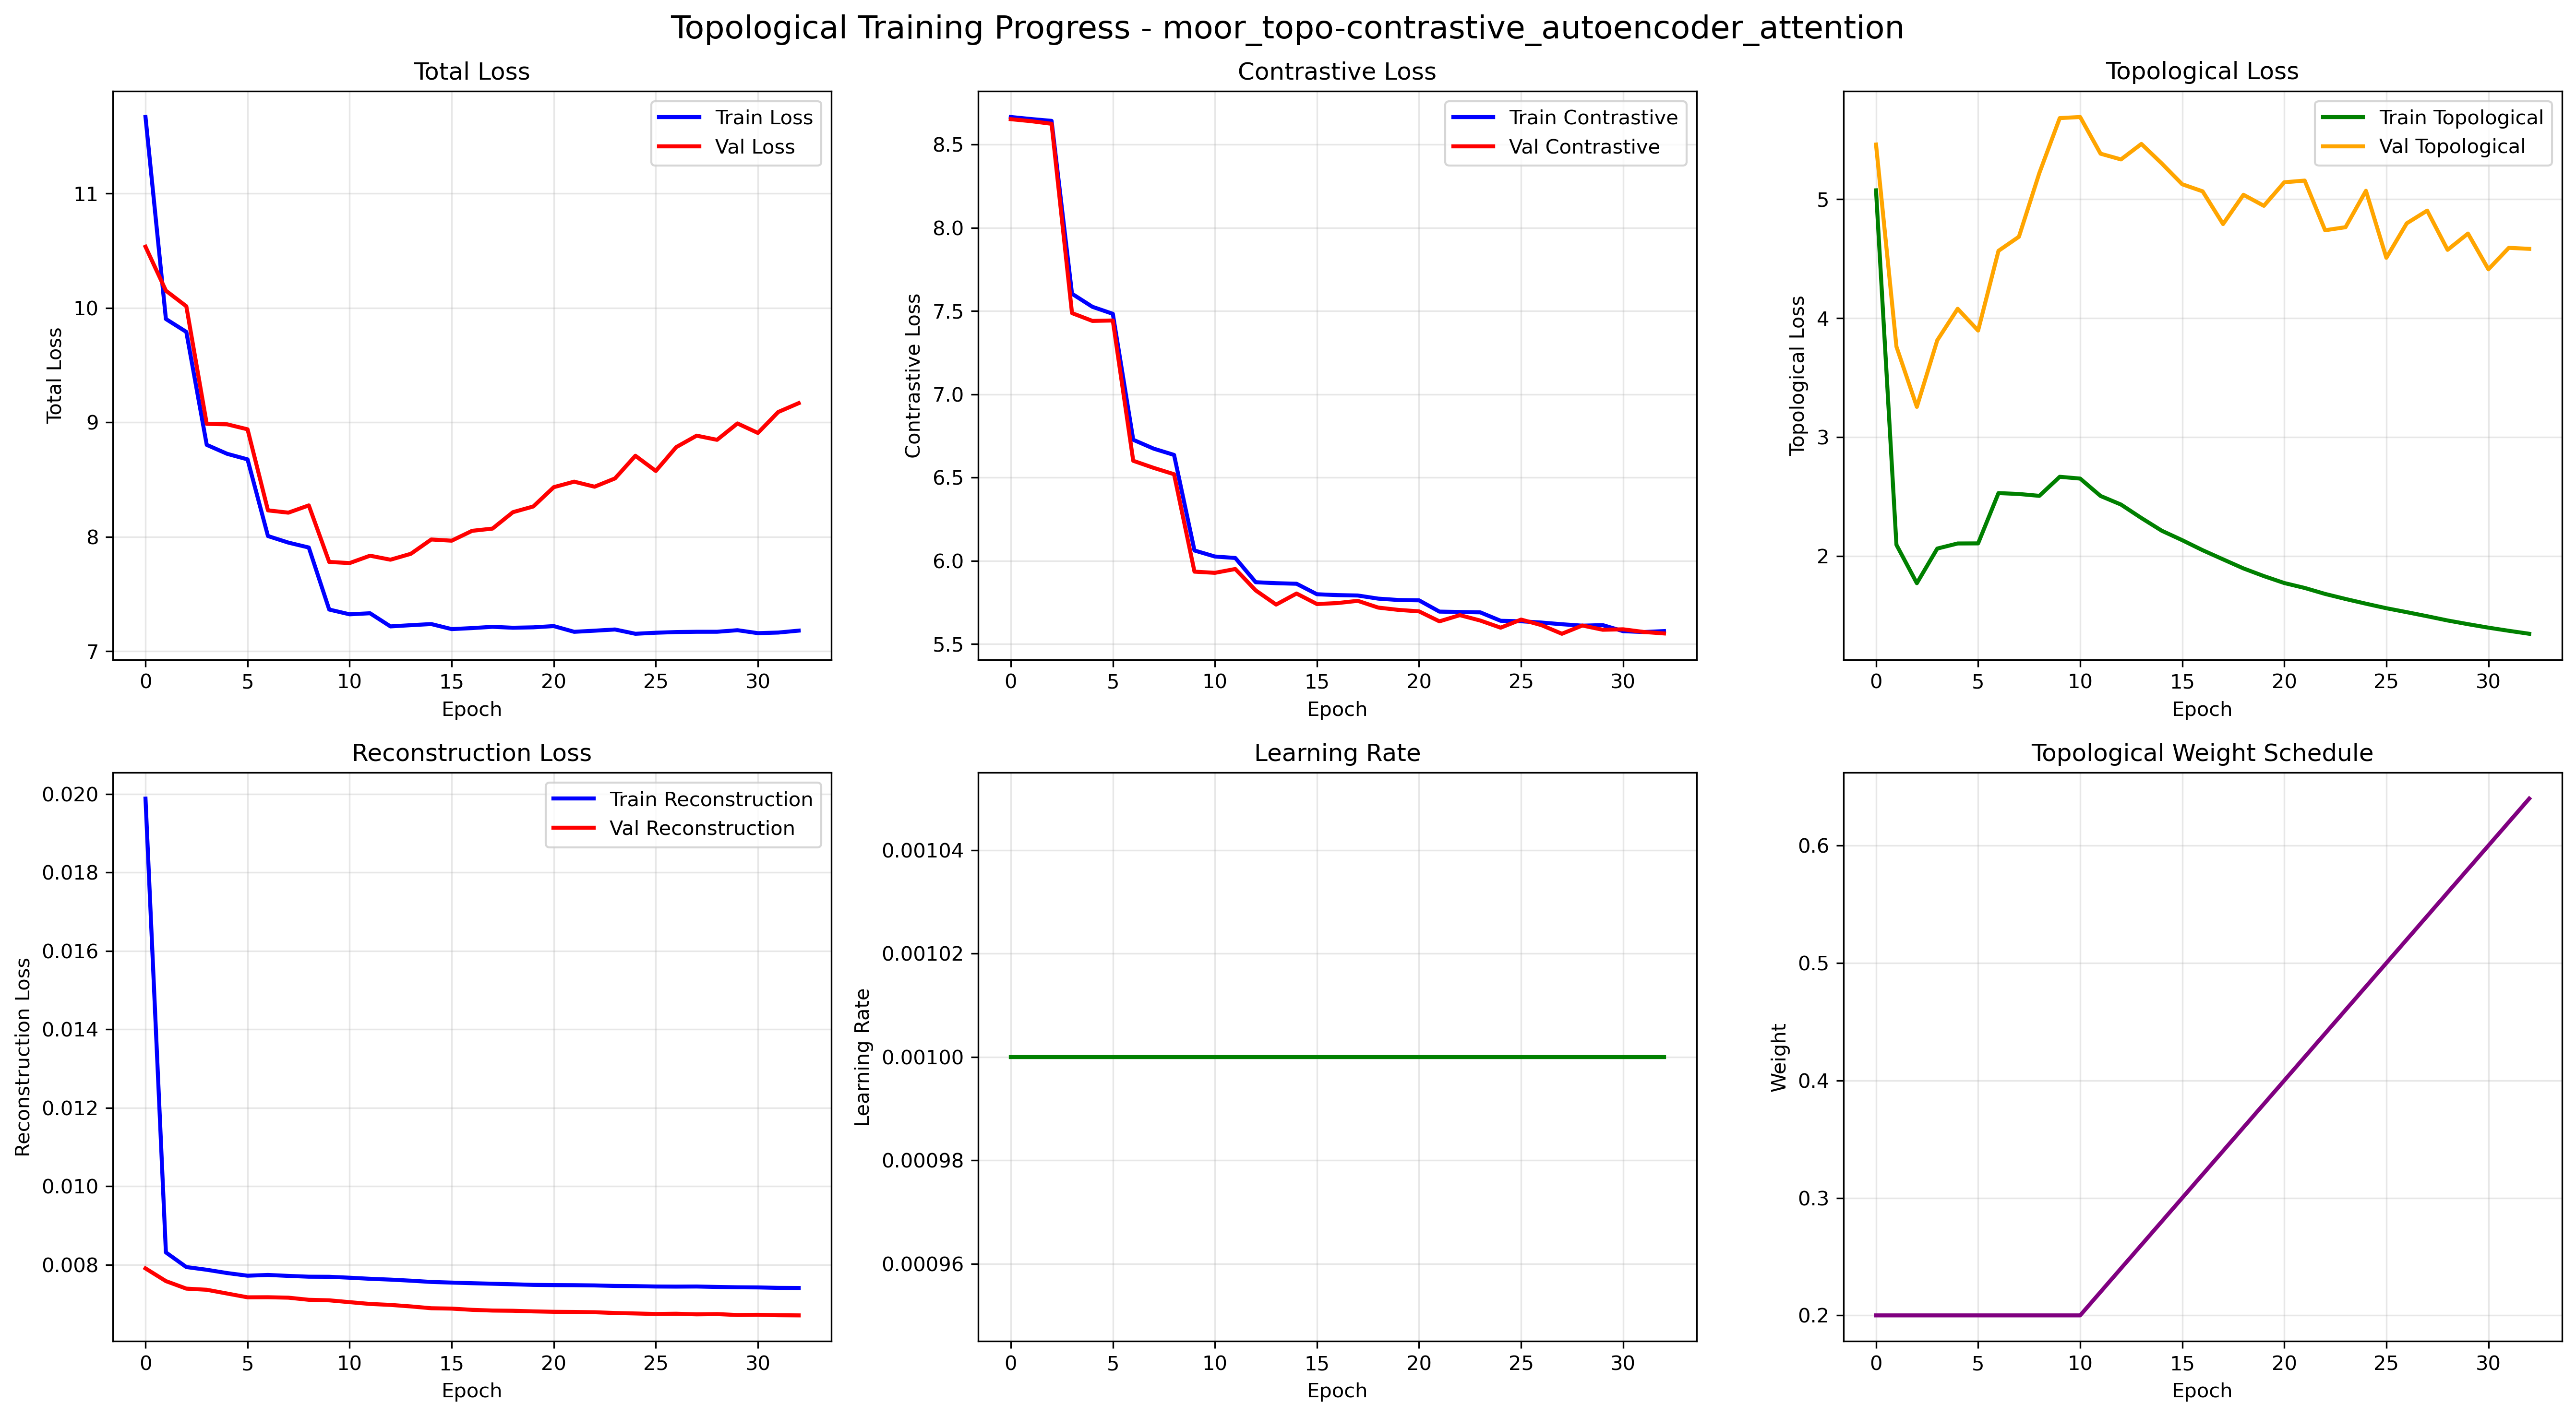 Topological Training Progress - moor_topo-contrastive_autoencoder_attention
Total Loss
Train Loss
Val Loss
Total Loss
11
10
9
8
7
0 5 10 15 20 25 30
Epoch
Contrastive Loss
Train Contrastive
Val Contrastive
Contrastive Loss
8.5
8.0
7.5
7.0
6.5
6.0
5.5
0 5 10 15 20 25 30
Epoch
Topological Loss
Train Topological
Val Topological
Topological Loss
5
4
3
2
0 5 10 15 20 25 30
Epoch
Reconstruction Loss
Train Reconstruction
Val Reconstruction
Reconstruction Loss
0.020
0.018
0.016
0.014
0.012
0.010
0.008
0 5 10 15 20 25 30
Epoch
Learning Rate
Learning Rate
0.00104
0.00102
0.00100
0.00098
0.00096
0 5 10 15 20 25 30
Epoch
Topological Weight Schedule
Weight
0.6
0.5
0.4
0.3
0.2
0 5 10 15 20 25 30
Epoch